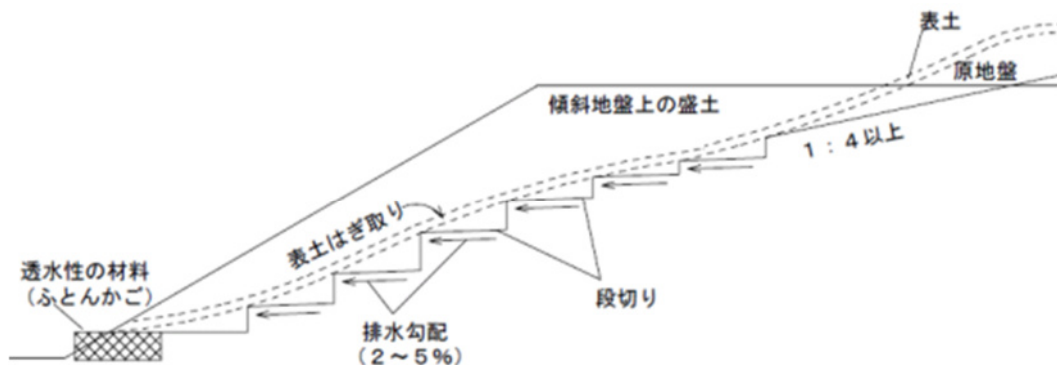 表土
原地盤
傾斜地盤上の盛土
1:4以上
表土はぎ取り
透水性の材料
(ふとんかご)
段切り
排水勾配
(2~5%)